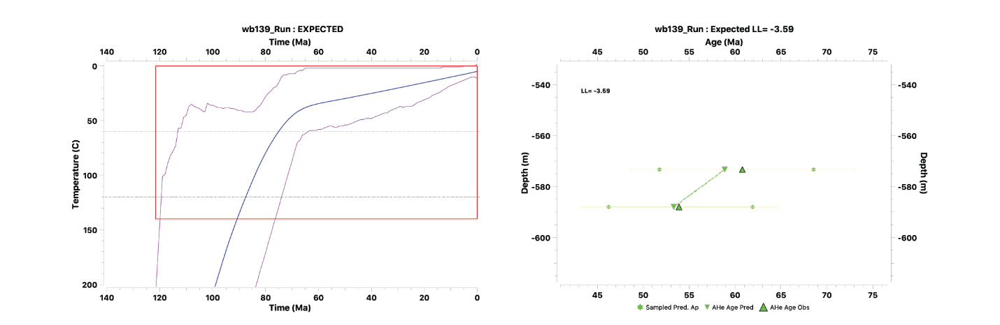 wb139_Run : EXPECTED
Time (Ma)
140 120 100 80 60 40 20 0
0
50
100
150
200
Temperature (C)
140 120 100 80 60 40 20 0
Time (Ma)
wb139_Run : Expected LL= -3.59
Age (Ma)
45 50 55 60 65 70 75
LL= -3.59
-540 -540
-560 -560
-580 -580
-600 -600
Depth (m)
Depth (m)
45 50 55 60 65 70 75
Sampled Pred. Ap AHe Age Pred AHe Age Obs